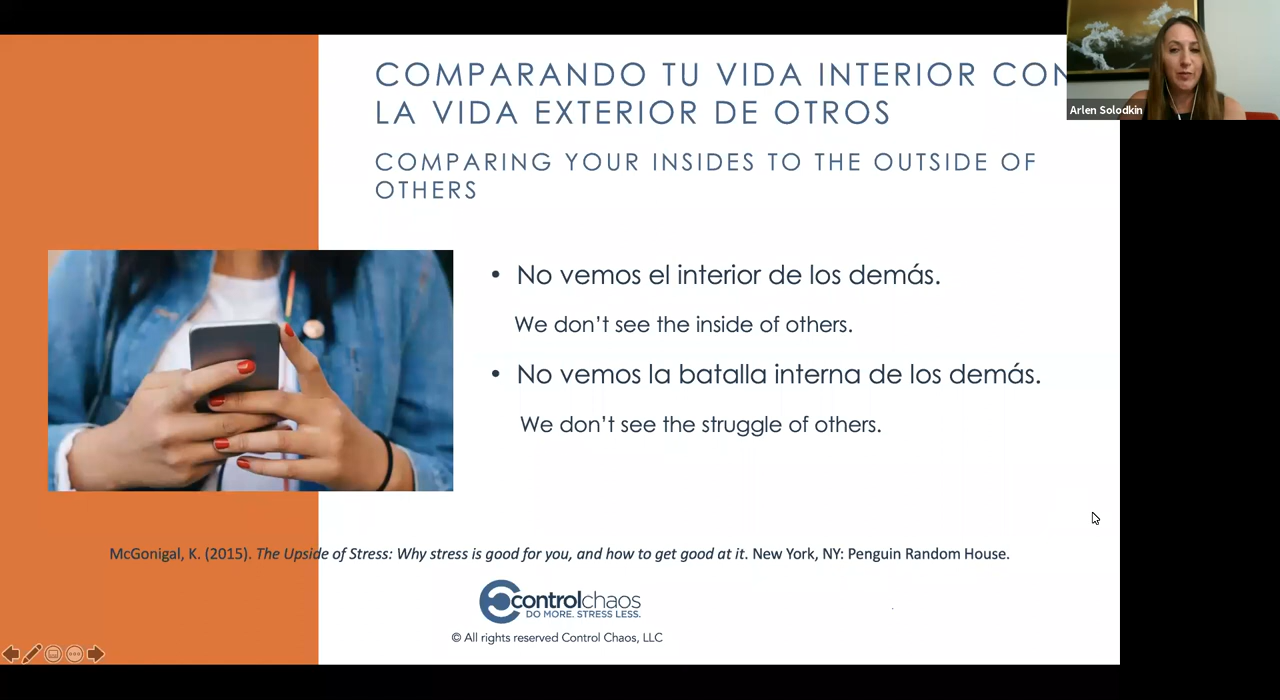 COMPARANDO TU VIDA INTERIOR CON
LA VIDA EXTERIOR DE OTROS
COMPARING YOUR INSIDES TO THE OUTSIDE OF
OTHERS
Arlen Solodkin
• No vemos el interior de los demás.
We don’t see the inside of others.
• No vemos la batalla interna de los demás.
We don’t see the struggle of others.
McGonigal, K. (2015). The Upside of Stress: Why stress is good for you, and how to get good at it. New York, NY: Penguin Random House.
controlchaos
DO MORE. STRESS LESS.
© All rights reserved Control Chaos, LLC